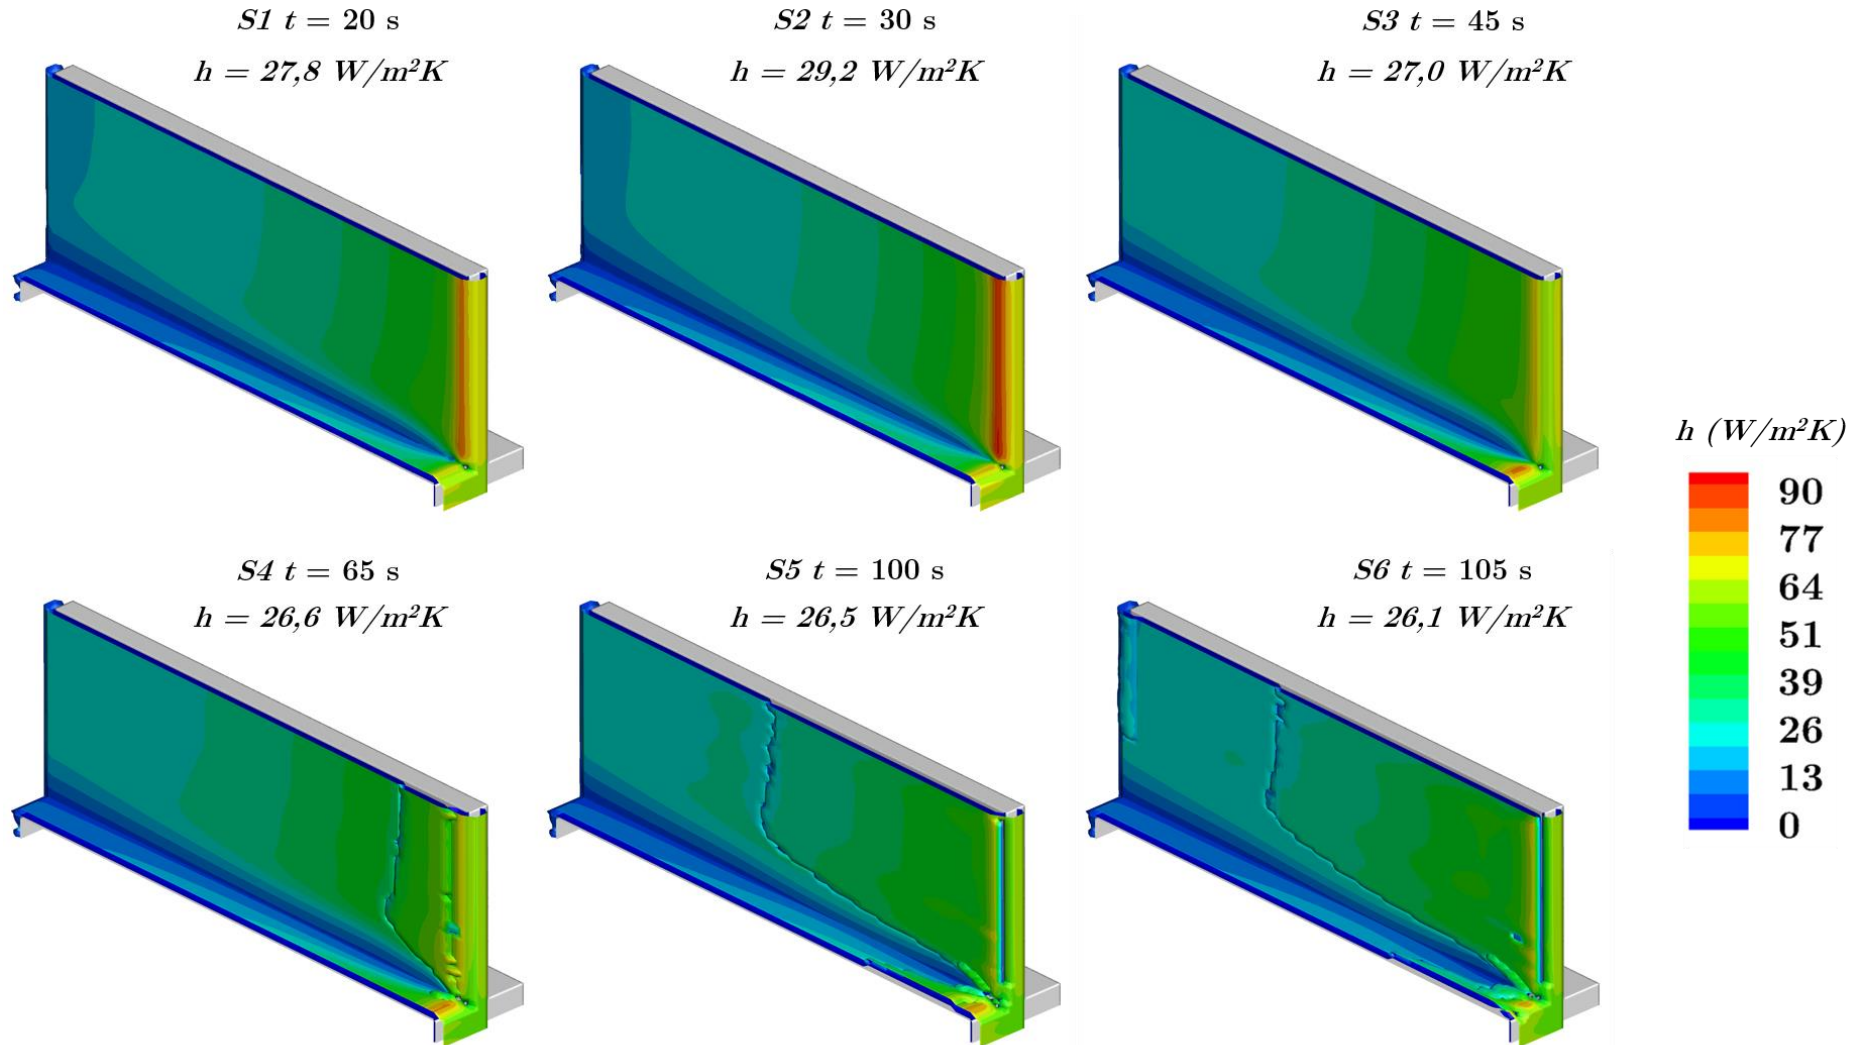 S1 t = 20 s
h = 27,8 W/m²K
S2 t = 30 s
h = 29,2 W/m²K
S3 t = 45 s
h = 27,0 W/m²K
S4 t = 65 s
h = 26,6 W/m²K
S5 t = 100 s
h = 26,5 W/m²K
S6 t = 105 s
h = 26,1 W/m²K
h (W/m²K)
90
77
64
51
39
26
13
0